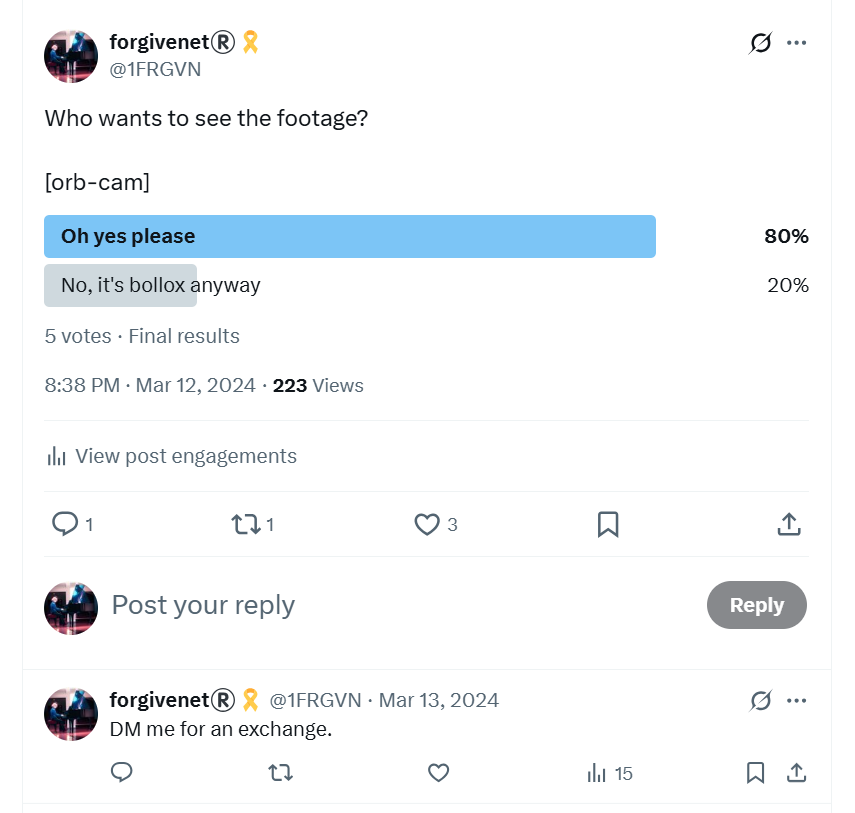 forgivenet® 🎗
@1FRGVN
Who wants to see the footage?
[orb-cam]
Oh yes please 80%
No, it's bollox anyway 20%
5 votes · Final results
8:38 PM · Mar 12, 2024 · 223 Views
View post engagements
1 1 3
Post your reply Reply
forgivenet® 🎗 @1FRGVN · Mar 13, 2024
DM me for an exchange.
15